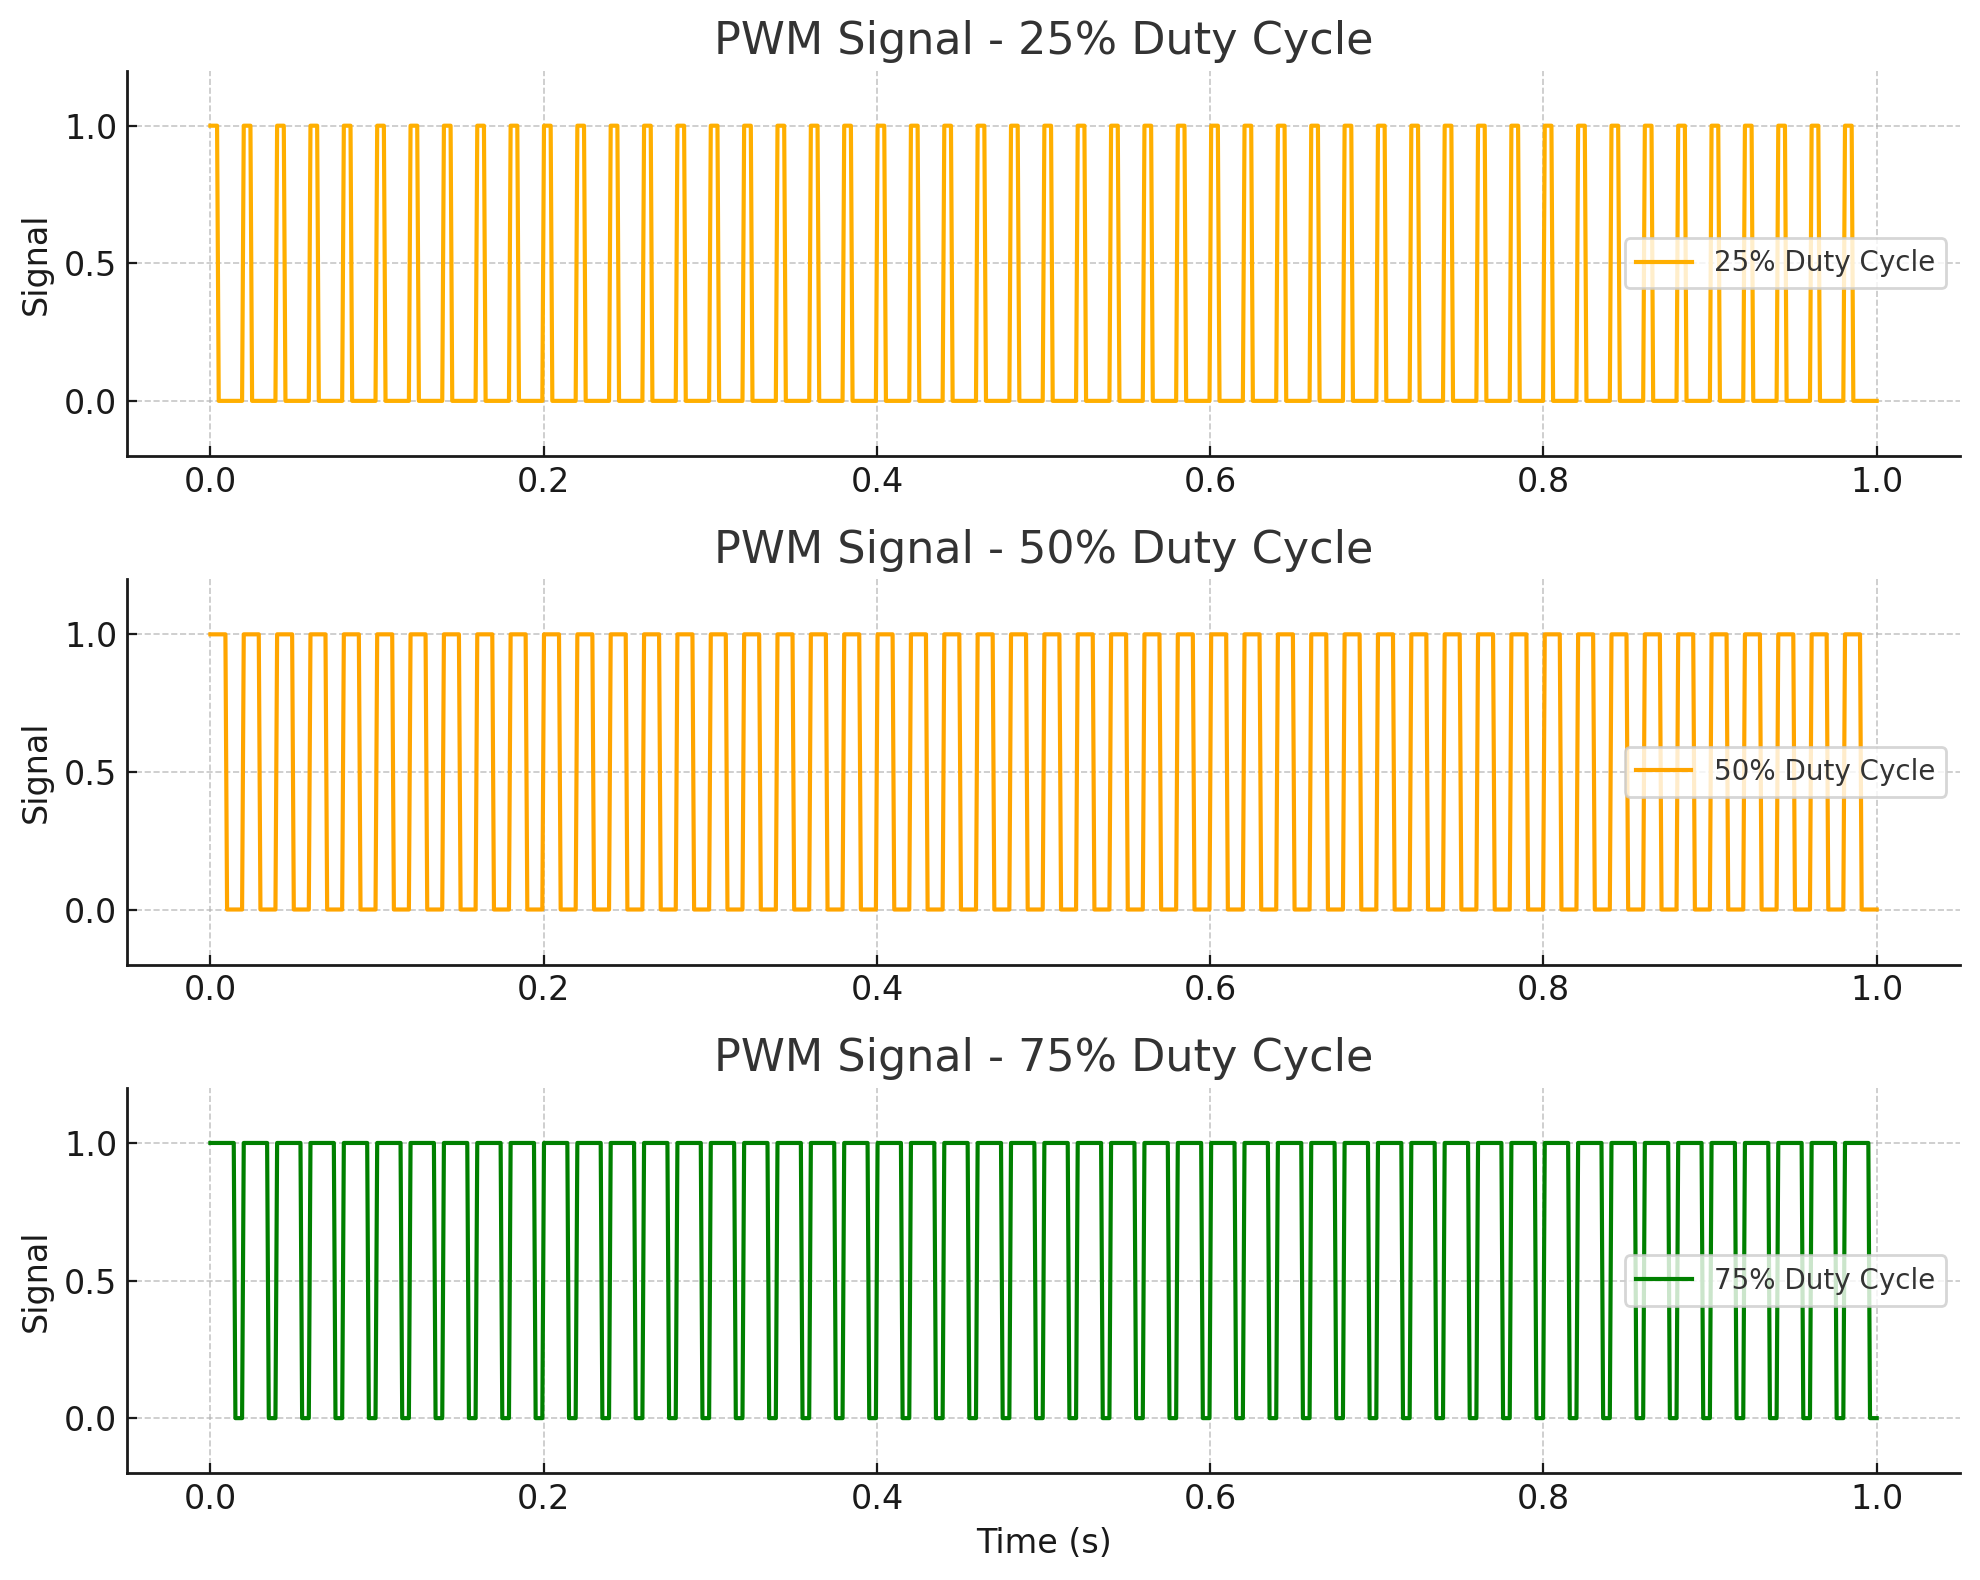 PWM Signal - 25% Duty Cycle
Signal
1.0
0.5
0.0
25% Duty Cycle
0.0 0.2 0.4 0.6 0.8 1.0
PWM Signal - 50% Duty Cycle
Signal
1.0
0.5
0.0
50% Duty Cycle
0.0 0.2 0.4 0.6 0.8 1.0
PWM Signal - 75% Duty Cycle
Signal
1.0
0.5
0.0
75% Duty Cycle
0.0 0.2 0.4 0.6 0.8 1.0
Time (s)